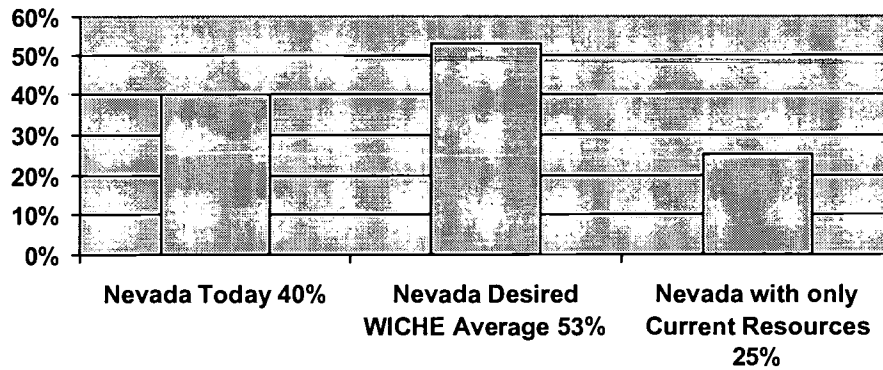 60%
50%
40%
30%
20%
10%
0%
Nevada Today 40%
Nevada Desired
WICHE Average 53%
Nevada with only
Current Resources
25%